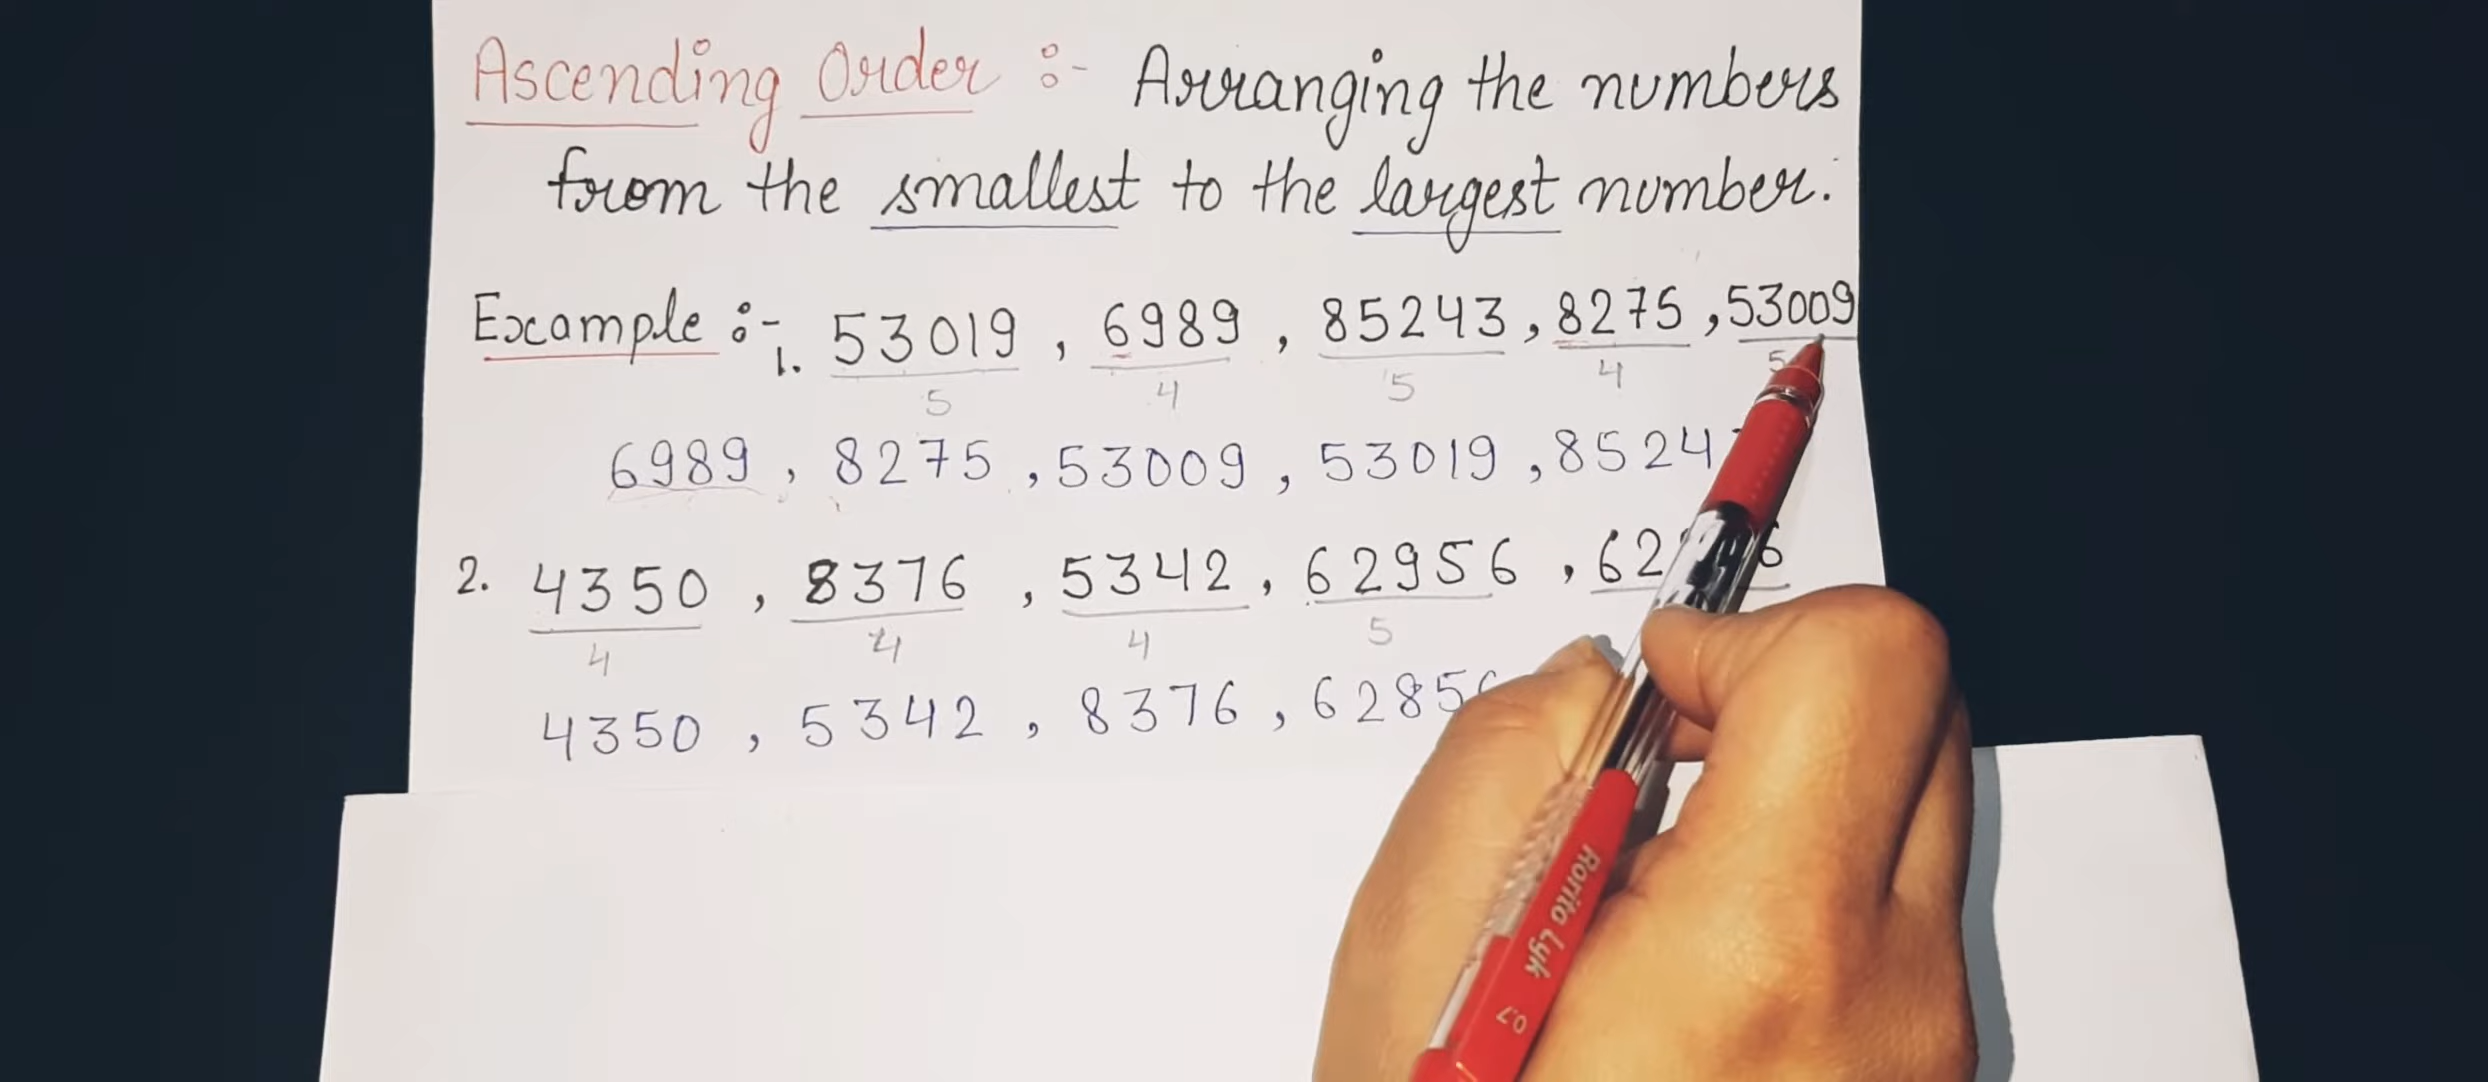 Ascending Order :- Arranging the numbers
from the smallest to the largest number.
Example :- 1. 53019 , 6989 , 85243 , 8275 , 53009
5 4 5 4 5
6989 , 8275 , 53009 , 53019 , 8524
2. 4350 , 8376 , 5342 , 62956 , 62 6
4 4 4 5
4350 , 5342 , 8376 , 6285
Rorito Lyk 0.7